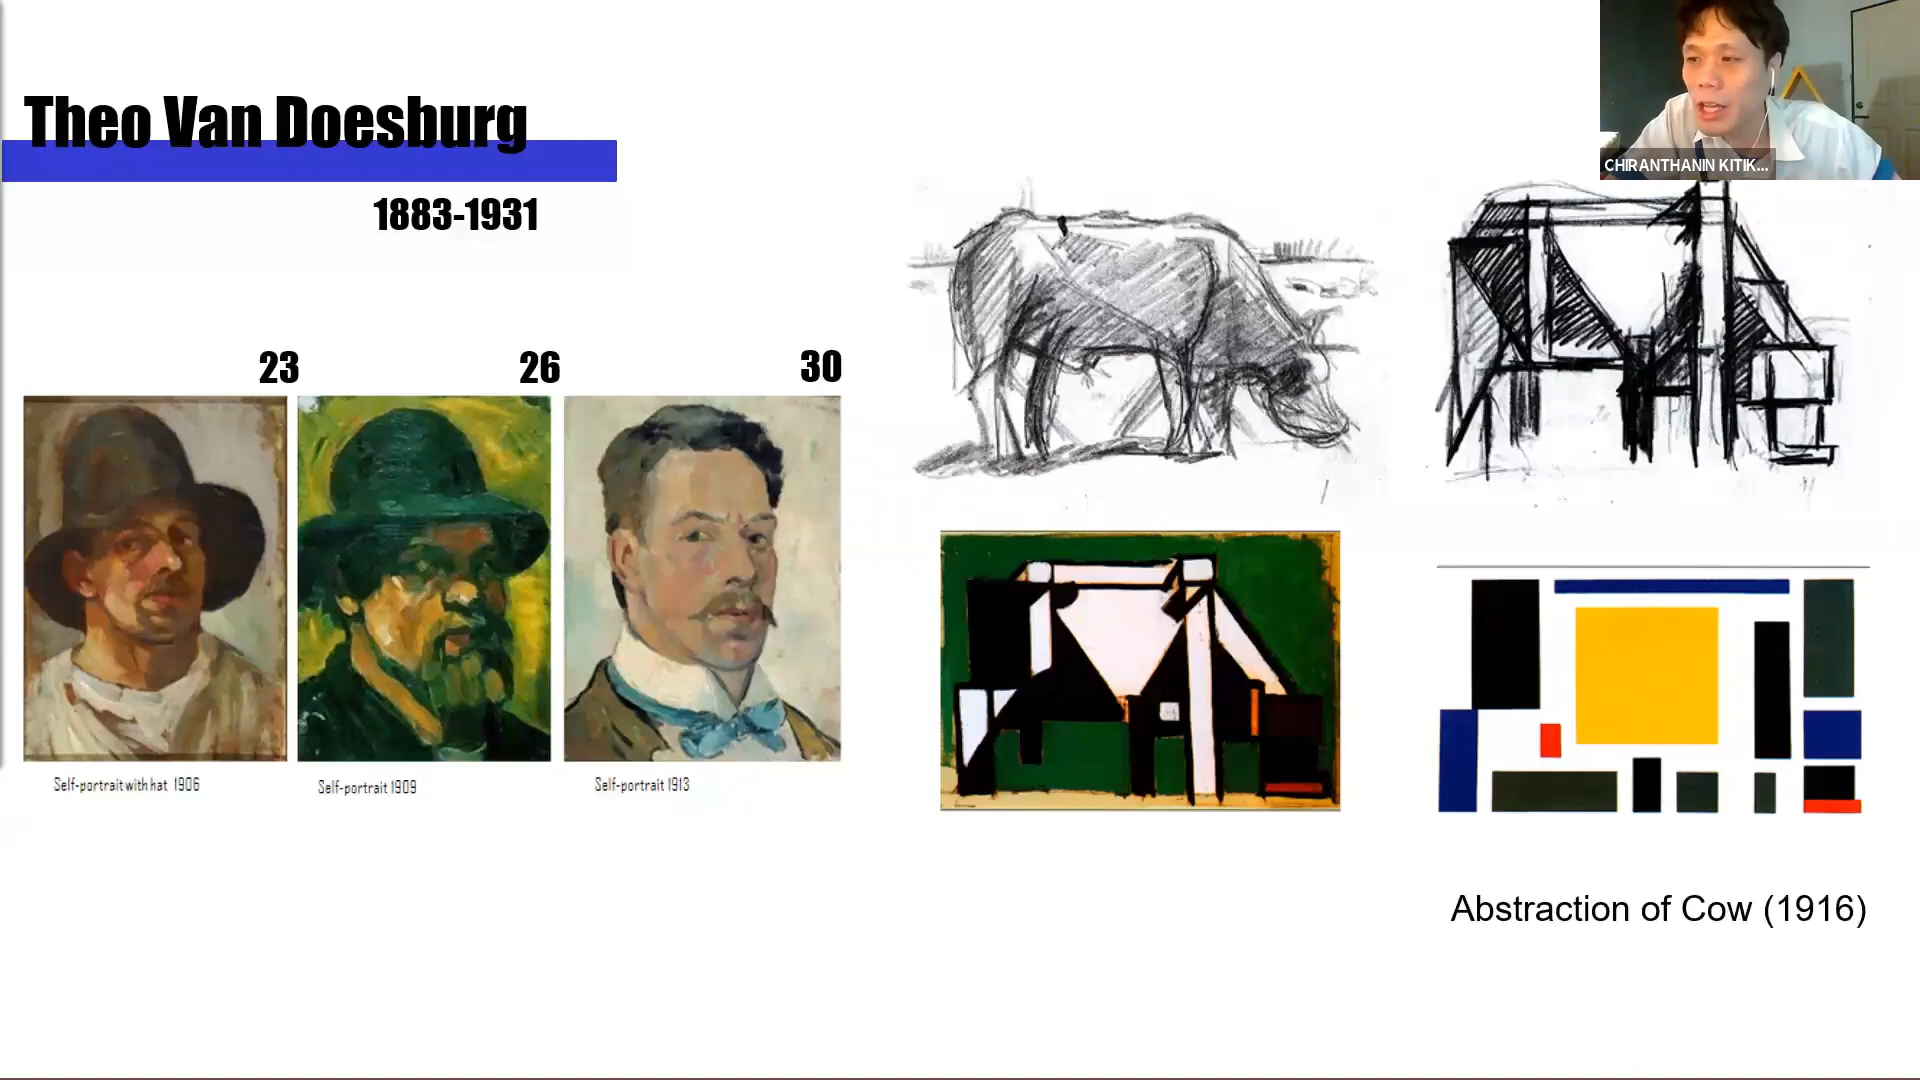 Theo Van Doesburg
1883-1931
23
26
30
Self-portrait with hat 1906
Self-portrait 1909
Self-portrait 1913
Abstraction of Cow (1916)
CHIRANTHANIN KITIK...